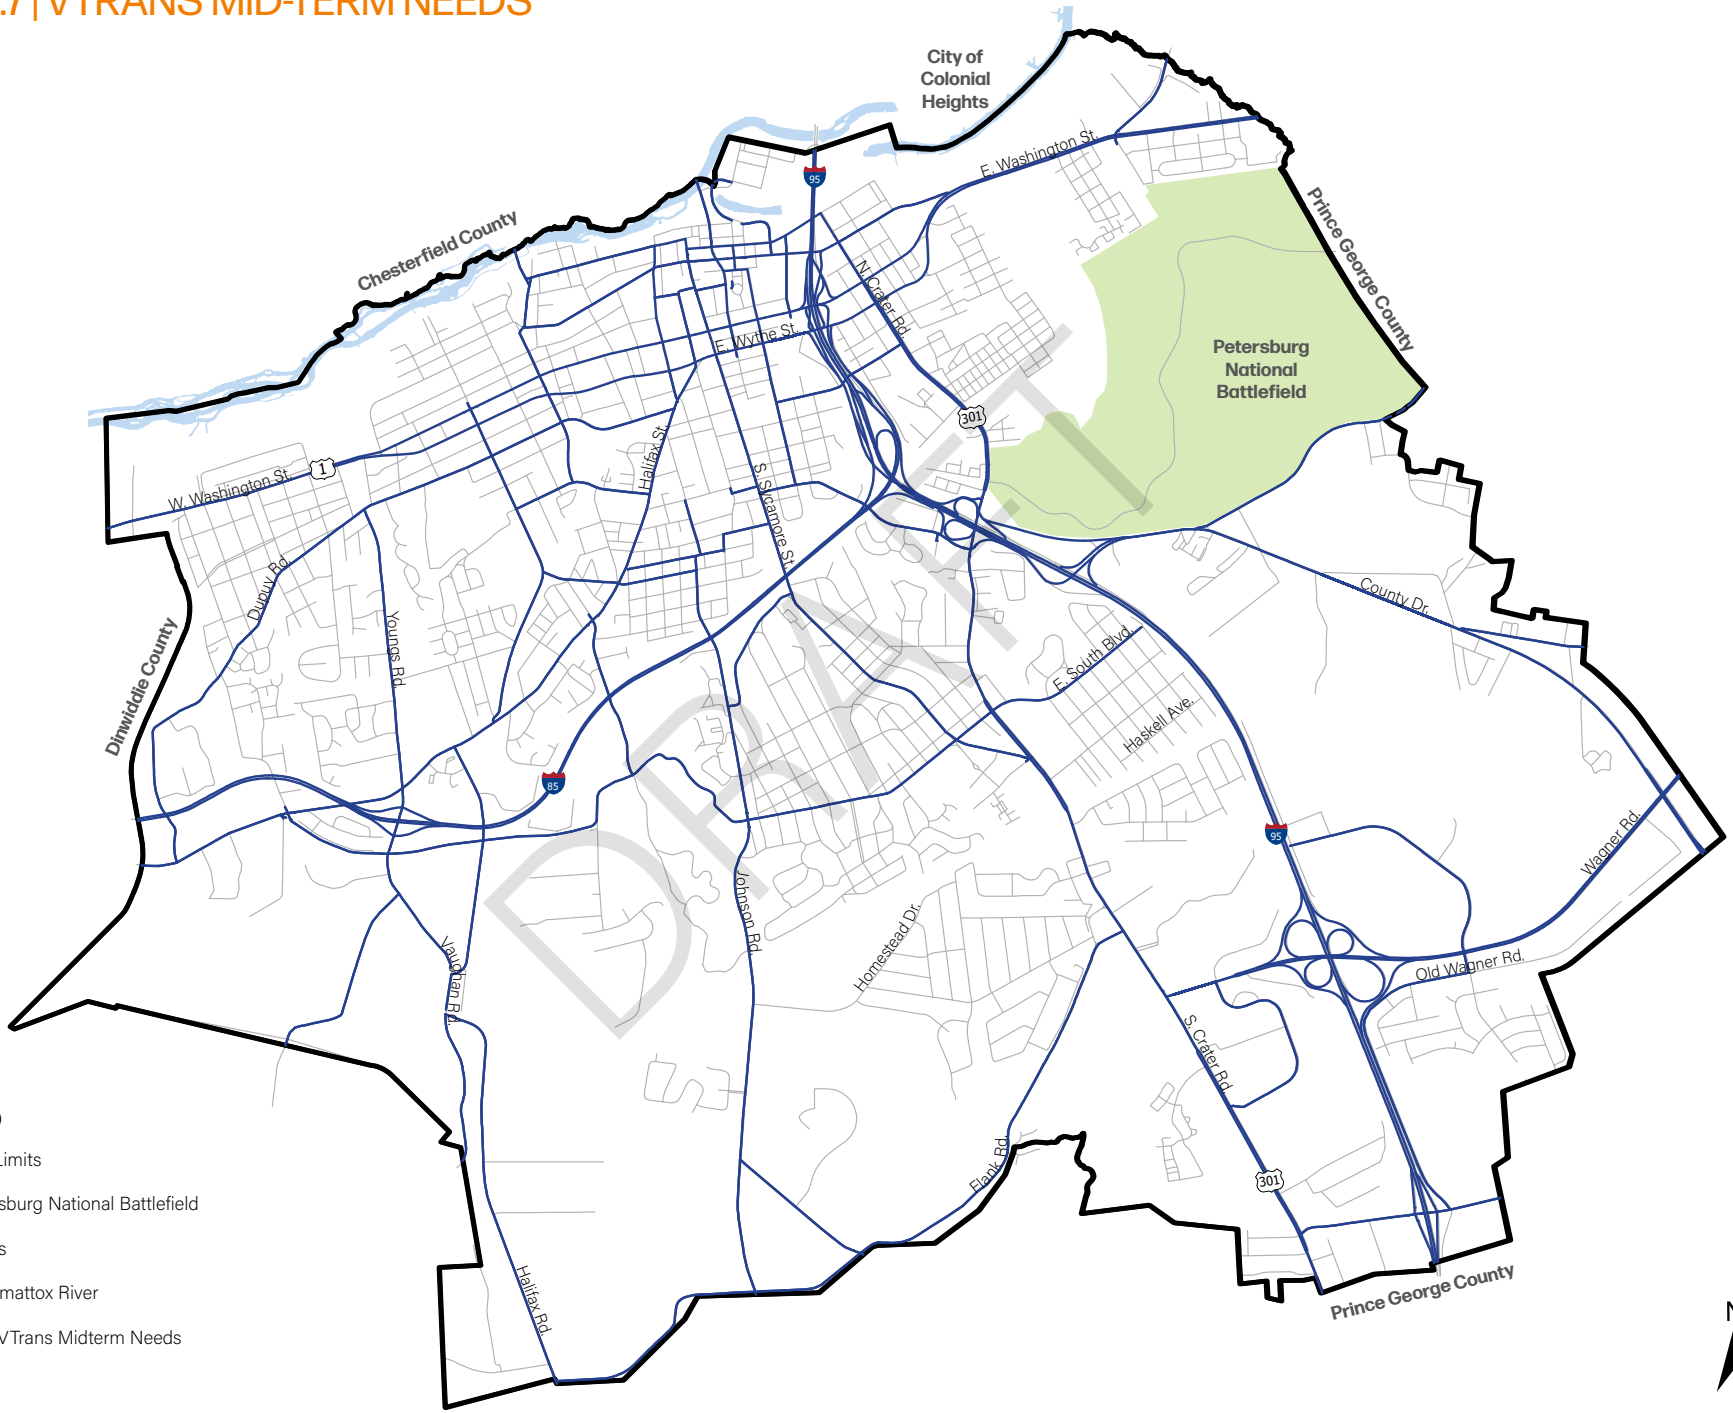 .7 | VTRANS MID-TERM NEEDS
City of
Colonial
Heights
E. Washington St.
95
Prince George County
Chesterfield County
N. Crater Rd.
E. Wythe St.
Petersburg
National
Battlefield
301
Halifax St.
1
W. Washington St.
S. Sycamore St.
Dupuy Rd.
County Dr.
Youngs Rd.
Dinwiddie County
E. South Blvd.
Haskell Ave.
85
95
Wagner Rd.
Johnson Rd.
Homestead Dr.
Vaughan Rd.
Old Wagner Rd.
S. Crater Rd.
DRAFT
Limits
Flank Rd.
301
sburg National Battlefield
s
mattox River
Prince George County
Halifax Rd.
VTrans Midterm Needs